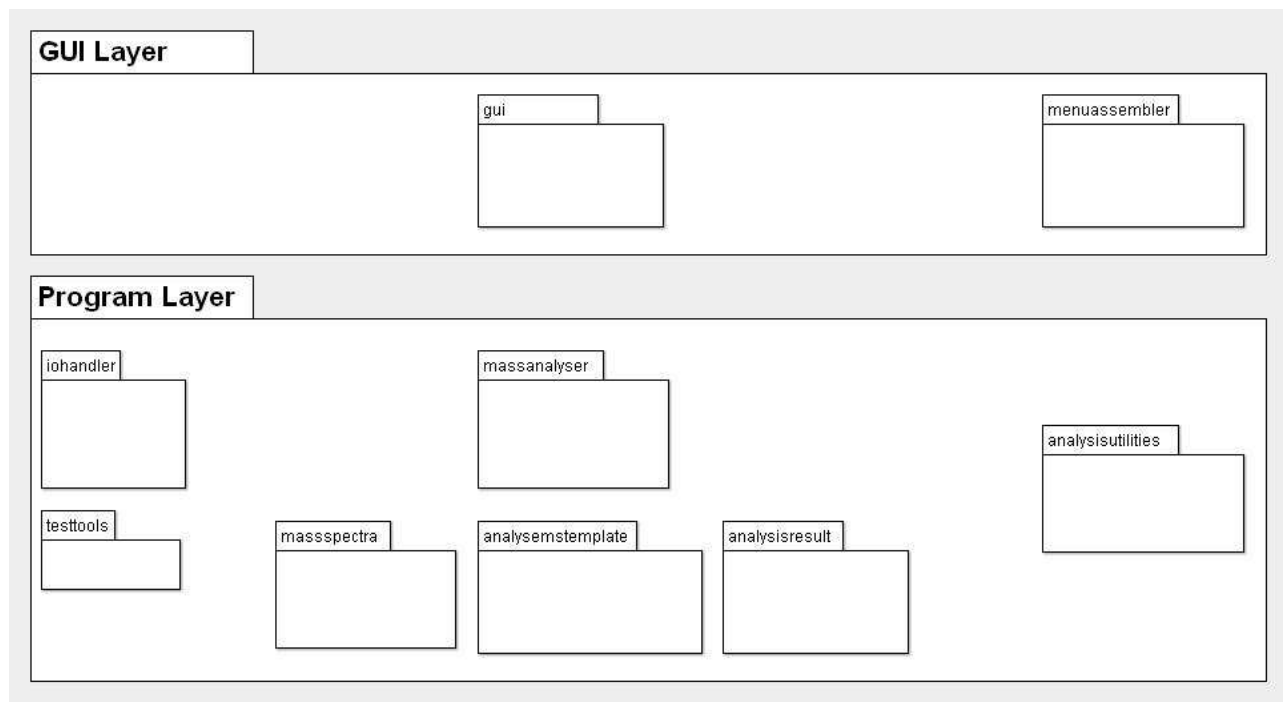 GUI Layer
gui
menuassembler
Program Layer
iohandler
massanalyser
analysisutilities
testtools
massspectra
analysemstemplate
analysisresult